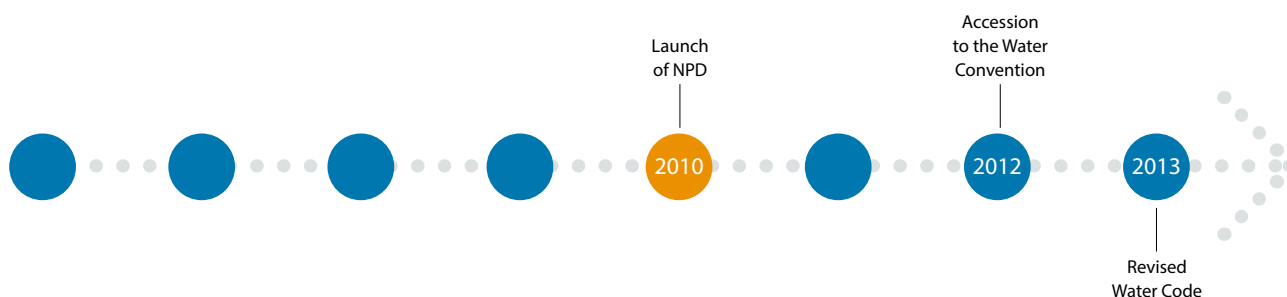 Launch
of NPD
2010
Accession
to the Water
Convention
2012
2013
Revised
Water Code